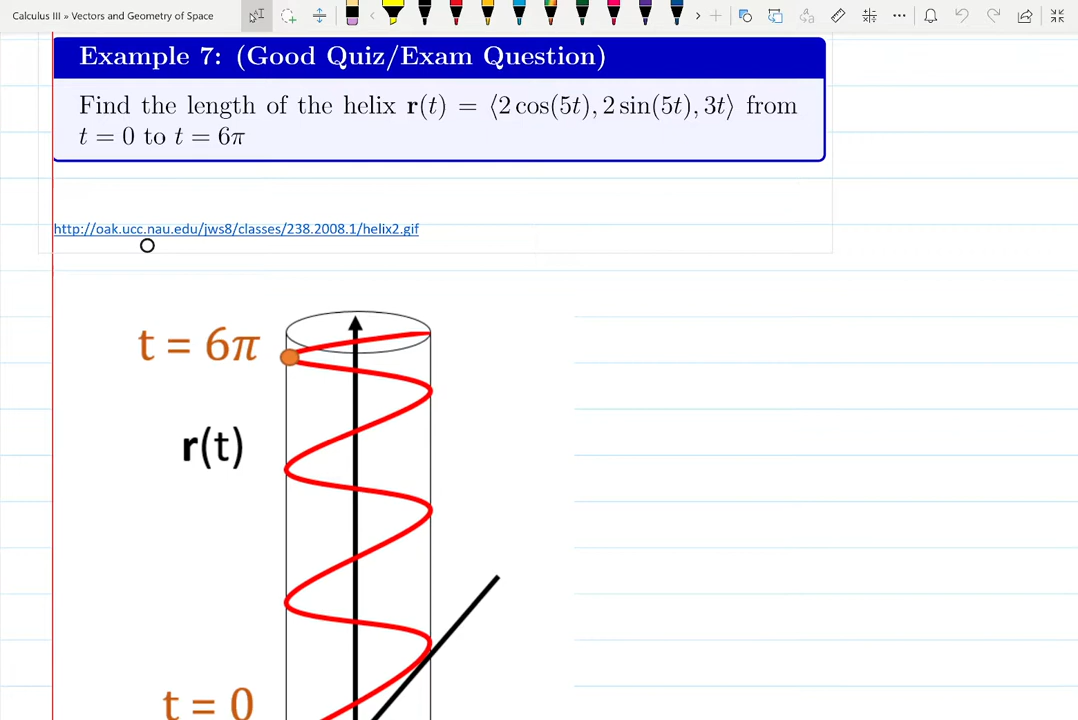 Calculus III » Vectors and Geometry of Space
Example 7: (Good Quiz/Exam Question)
Find the length of the helix r(t) = ⟨2 cos(5t), 2 sin(5t), 3t⟩ from
t = 0 to t = 6π
http://oak.ucc.nau.edu/jws8/classes/238.2008.1/helix2.gif
t = 6π
r(t)
t = 0